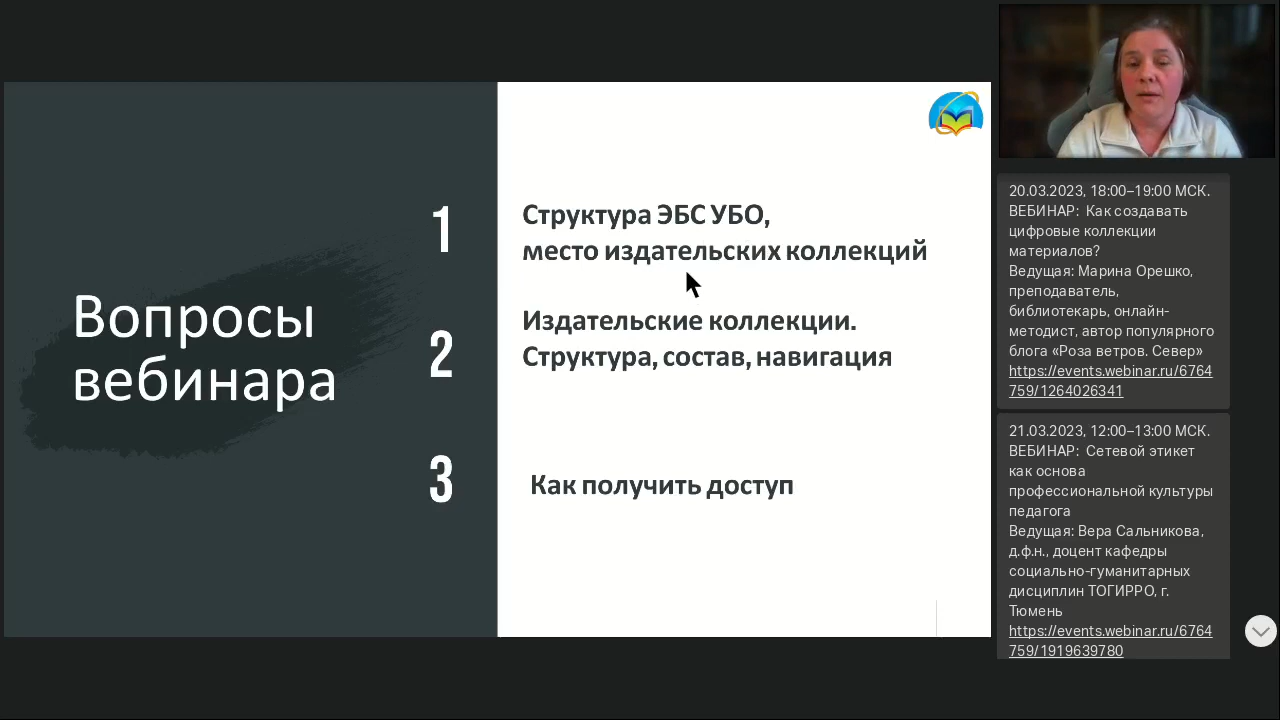 Вопросы
вебинара
1
Структура ЭБС УБО,
место издательских коллекций
2
Издательские коллекции.
Структура, состав, навигация
3
Как получить доступ
20.03.2023, 18:00–19:00 МСК.
ВЕБИНАР: Как создавать
цифровые коллекции
материалов?
Ведущая: Марина Орешко,
преподаватель,
библиотекарь, онлайн-
методист, автор популярного
блога «Роза ветров. Север»
https://events.webinar.ru/6764
759/1264026341
21.03.2023, 12:00–13:00 МСК.
ВЕБИНАР: Сетевой этикет
как основа
профессиональной культуры
педагога
Ведущая: Вера Сальникова,
д.ф.н., доцент кафедры
социально-гуманитарных
дисциплин ТОГИРРО, г.
Тюмень
https://events.webinar.ru/6764
759/1919639780